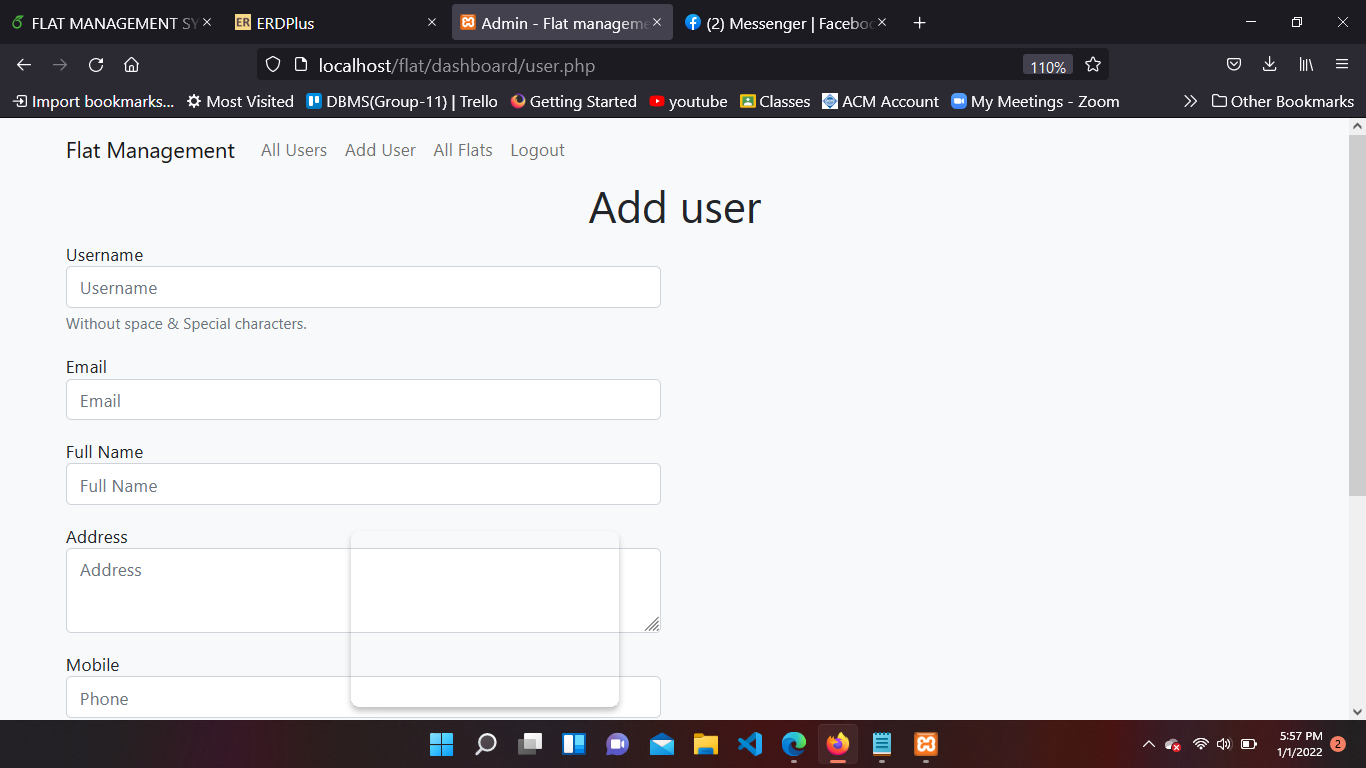 FLAT MANAGEMENT SY
ERDPlus
Admin - Flat manageme
(2) Messenger | Facebo
localhost/flat/dashboard/user.php
110%
Import bookmarks...
Most Visited
DBMS(Group-11) | Trello
Getting Started
youtube
Classes
ACM Account
My Meetings - Zoom
Other Bookmarks
Flat Management
All Users
Add User
All Flats
Logout
Add user
Username
Username
Without space & Special characters.
Email
Email
Full Name
Full Name
Address
Address
Mobile
Phone
5:57 PM
1/1/2022
2